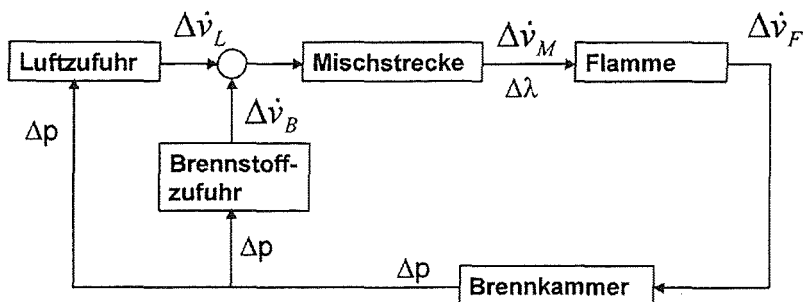 Δv̇_L
Δv̇_M
Δv̇_F
Luftzufuhr
Mischstrecke
Flamme
Δλ
Δp
Δv̇_B
Brennstoff-
zufuhr
Δp
Δp
Brennkammer